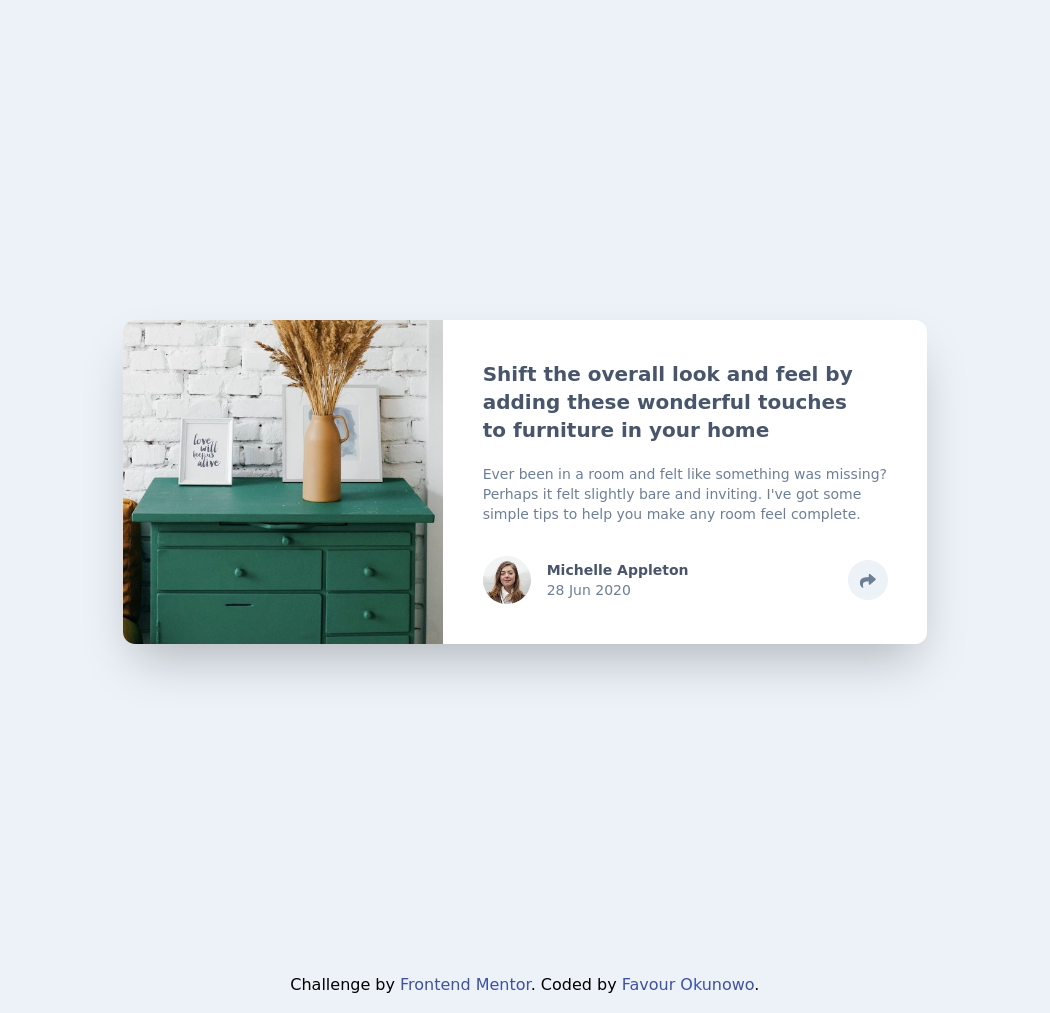 love
will
keep us
alive
Shift the overall look and feel by
adding these wonderful touches
to furniture in your home
Ever been in a room and felt like something was missing?
Perhaps it felt slightly bare and inviting. I've got some
simple tips to help you make any room feel complete.
Michelle Appleton
28 Jun 2020
Challenge by Frontend Mentor. Coded by Favour Okunowo.